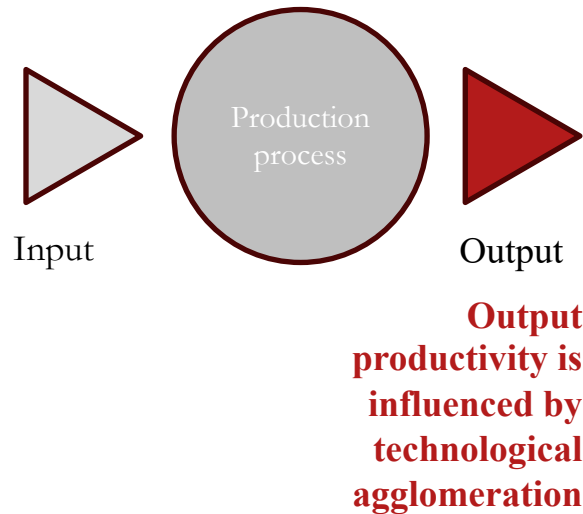 Production
process
Input
Output
Output
productivity is
influenced by
technological
agglomeration